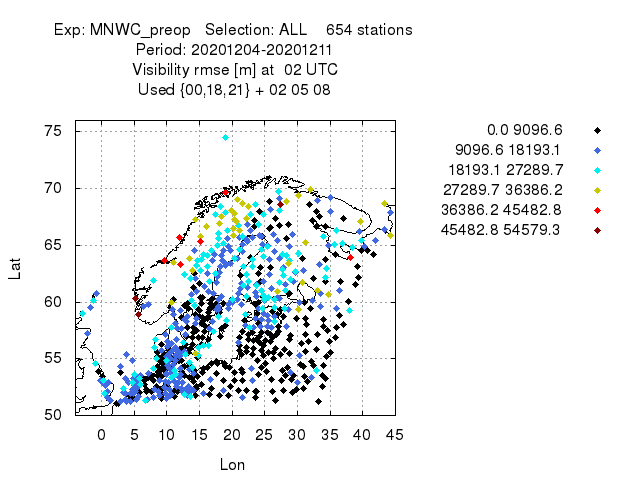 Exp: MNWC_preop Selection: ALL 654 stations
Period: 20201204-20201211
Visibility rmse [m] at 02 UTC
Used {00,18,21} + 02 05 08
0.0 9096.6
9096.6 18193.1
18193.1 27289.7
27289.7 36386.2
36386.2 45482.8
45482.8 54579.3
75
70
65
60
55
50
Lat
0 5 10 15 20 25 30 35 40 45
Lon